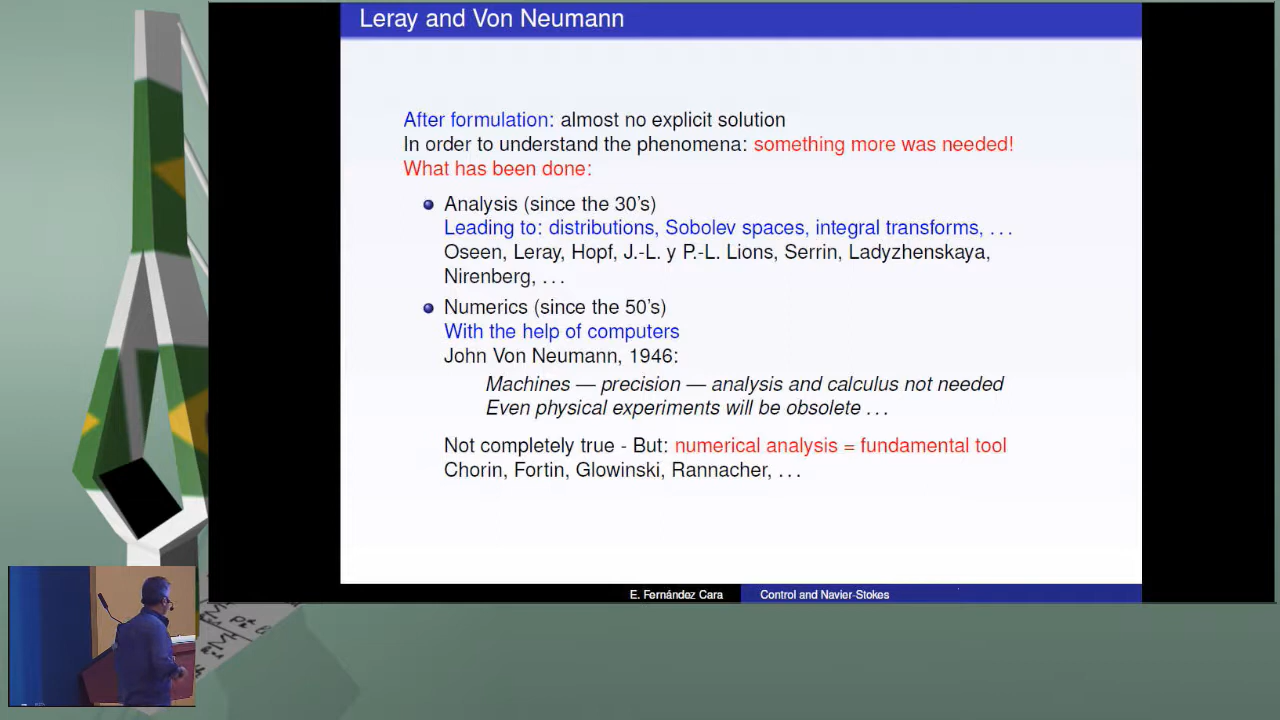 Leray and Von Neumann
After formulation: almost no explicit solution
In order to understand the phenomena: something more was needed!
What has been done:
Analysis (since the 30's)
Leading to: distributions, Sobolev spaces, integral transforms, ...
Oseen, Leray, Hopf, J.-L. y P.-L. Lions, Serrin, Ladyzhenskaya,
Nirenberg, ...
Numerics (since the 50's)
With the help of computers
John Von Neumann, 1946:
Machines — precision — analysis and calculus not needed
Even physical experiments will be obsolete ...
Not completely true - But: numerical analysis = fundamental tool
Chorin, Fortin, Glowinski, Rannacher, ...
E. Fernández Cara
Control and Navier-Stokes